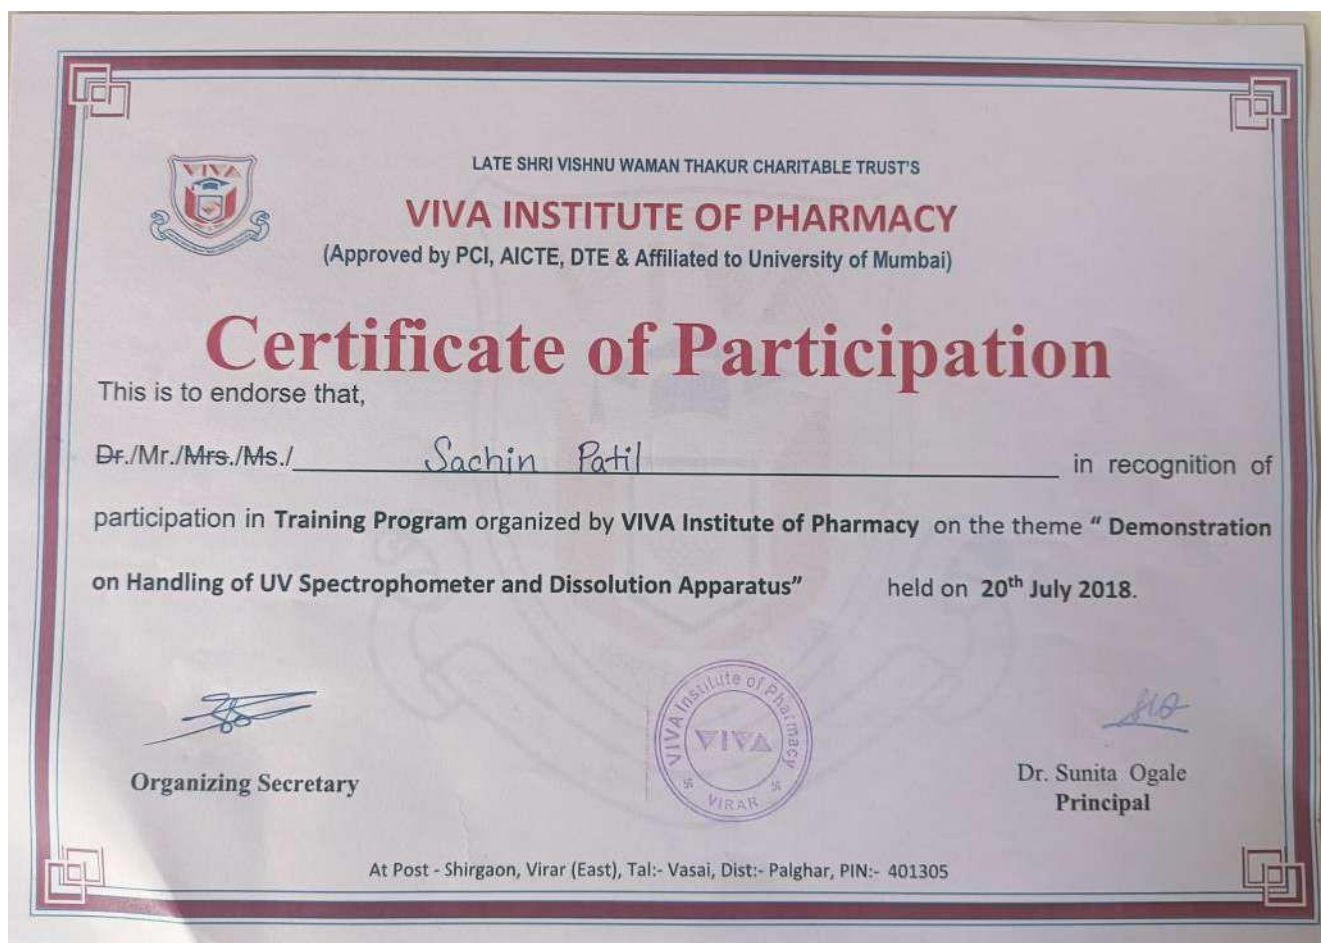 VIVA
LATE SHRI VISHNU WAMAN THAKUR CHARITABLE TRUST'S
VIVA INSTITUTE OF PHARMACY
(Approved by PCI, AICTE, DTE & Affiliated to University of Mumbai)
Certificate of Participation
This is to endorse that,
Dr./Mr./Mrs./Ms./ Sachin Patil in recognition of
participation in Training Program organized by VIVA Institute of Pharmacy on the theme “ Demonstration
on Handling of UV Spectrophometer and Dissolution Apparatus” held on 20th July 2018.
VIVA Institute of Pharmacy
VIVA
VIRAR
Organizing Secretary
Dr. Sunita Ogale
Principal
At Post - Shirgaon, Virar (East), Tal:- Vasai, Dist:- Palghar, PIN:- 401305